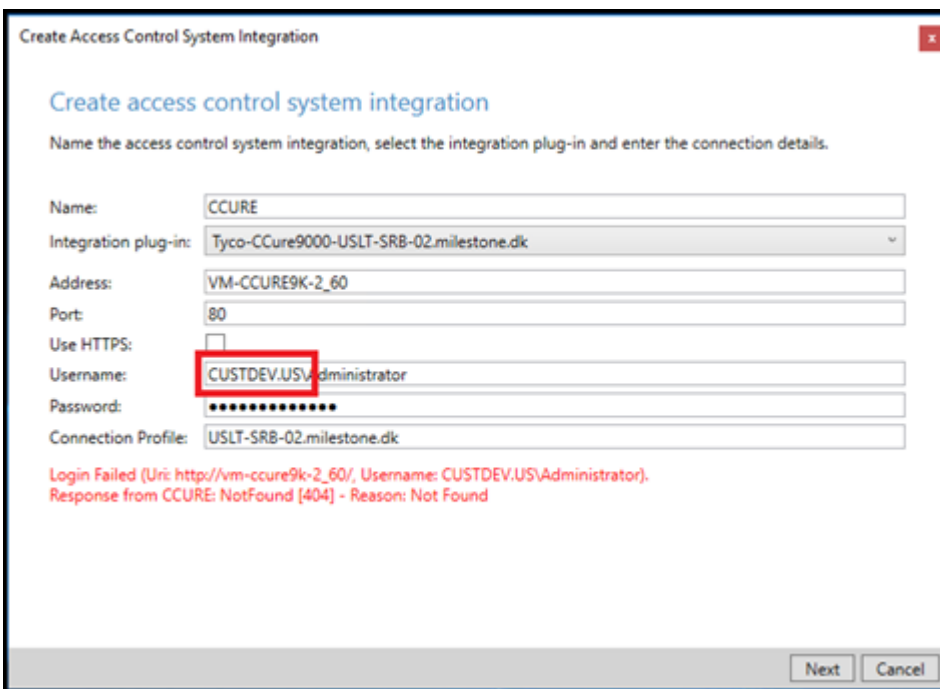 Create Access Control System Integration
x
Create access control system integration
Name the access control system integration, select the integration plug-in and enter the connection details.
Name: CCURE
Integration plug-in: Tyco-CCure9000-USLT-SRB-02.milestone.dk
Address: VM-CCURE9K-2_60
Port: 80
Use HTTPS:
Username: CUSTDEV.US\Administrator
Password: •••••••••••••
Connection Profile: USLT-SRB-02.milestone.dk
Login Failed (Uri: http://vm-ccure9k-2_60/, Username: CUSTDEV.US\Administrator).
Response from CCURE: NotFound [404] - Reason: Not Found
Next Cancel